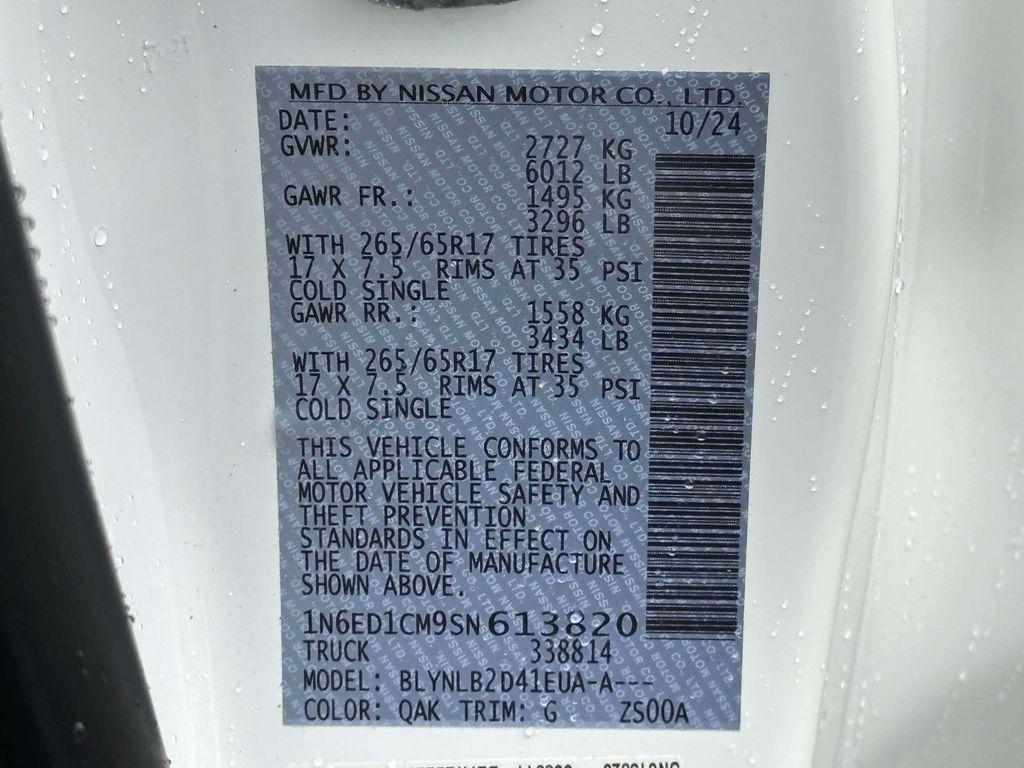 MFD BY NISSAN MOTOR CO., LTD.
DATE: 10/24
GVWR: 2727 KG
6012 LB
GAWR FR.: 1495 KG
3296 LB
WITH 265/65R17 TIRES
17 X 7.5 RIMS AT 35 PSI
COLD SINGLE
GAWR RR.: 1558 KG
3434 LB
WITH 265/65R17 TIRES
17 X 7.5 RIMS AT 35 PSI
COLD SINGLE
THIS VEHICLE CONFORMS TO
ALL APPLICABLE FEDERAL
MOTOR VEHICLE SAFETY AND
THEFT PREVENTION
STANDARDS IN EFFECT ON
THE DATE OF MANUFACTURE
SHOWN ABOVE.
1N6ED1CM9SN613820
TRUCK 338814
MODEL: BLYNLB2D41EUA-A---
COLOR: QAK TRIM: G ZS00A